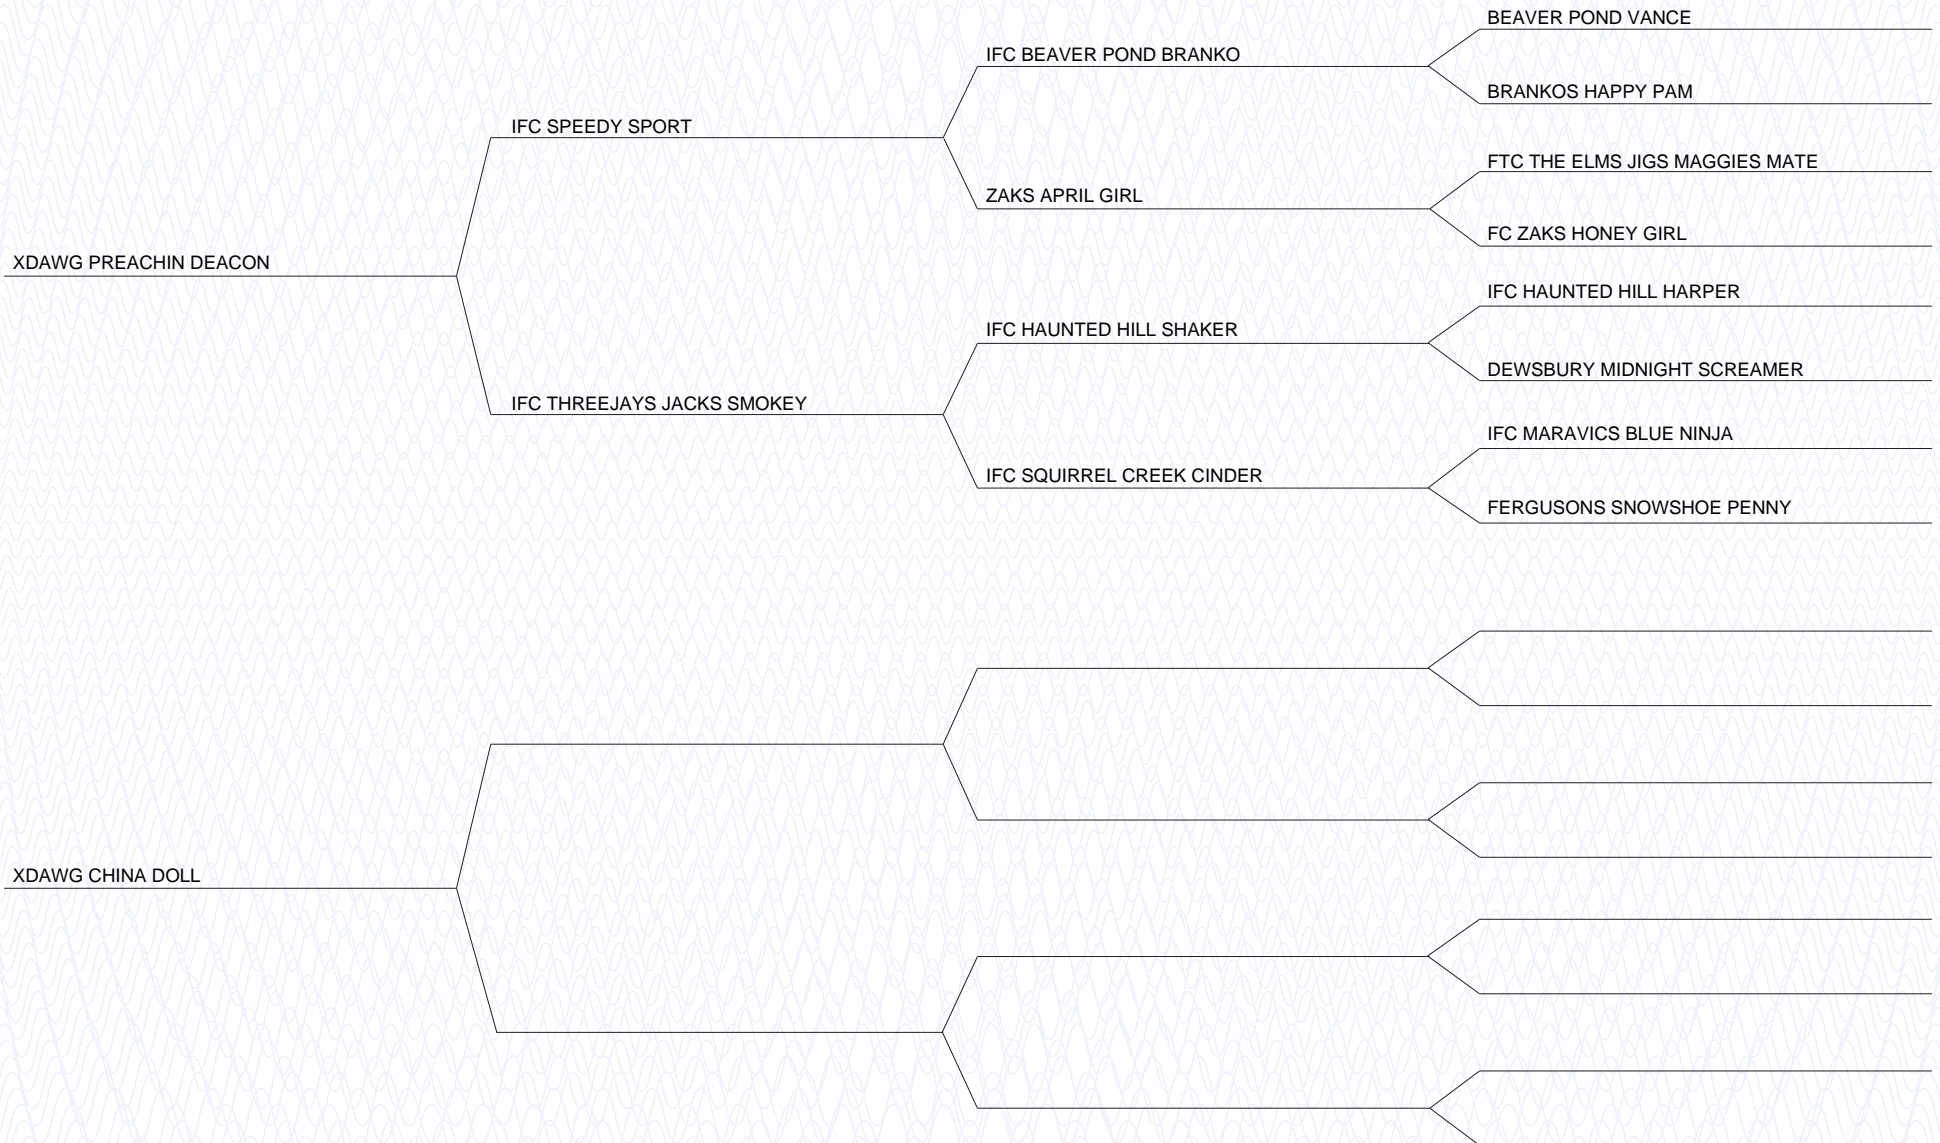 BEAVER POND VANCE
IFC BEAVER POND BRANKO
BRANKOS HAPPY PAM
IFC SPEEDY SPORT
FTC THE ELMS JIGS MAGGIES MATE
ZAKS APRIL GIRL
FC ZAKS HONEY GIRL
XDAWG PREACHIN DEACON
IFC HAUNTED HILL HARPER
IFC HAUNTED HILL SHAKER
DEWSBURY MIDNIGHT SCREAMER
IFC THREEJAYS JACKS SMOKEY
IFC MARAVICS BLUE NINJA
IFC SQUIRREL CREEK CINDER
FERGUSONS SNOWSHOE PENNY
XDAWG CHINA DOLL